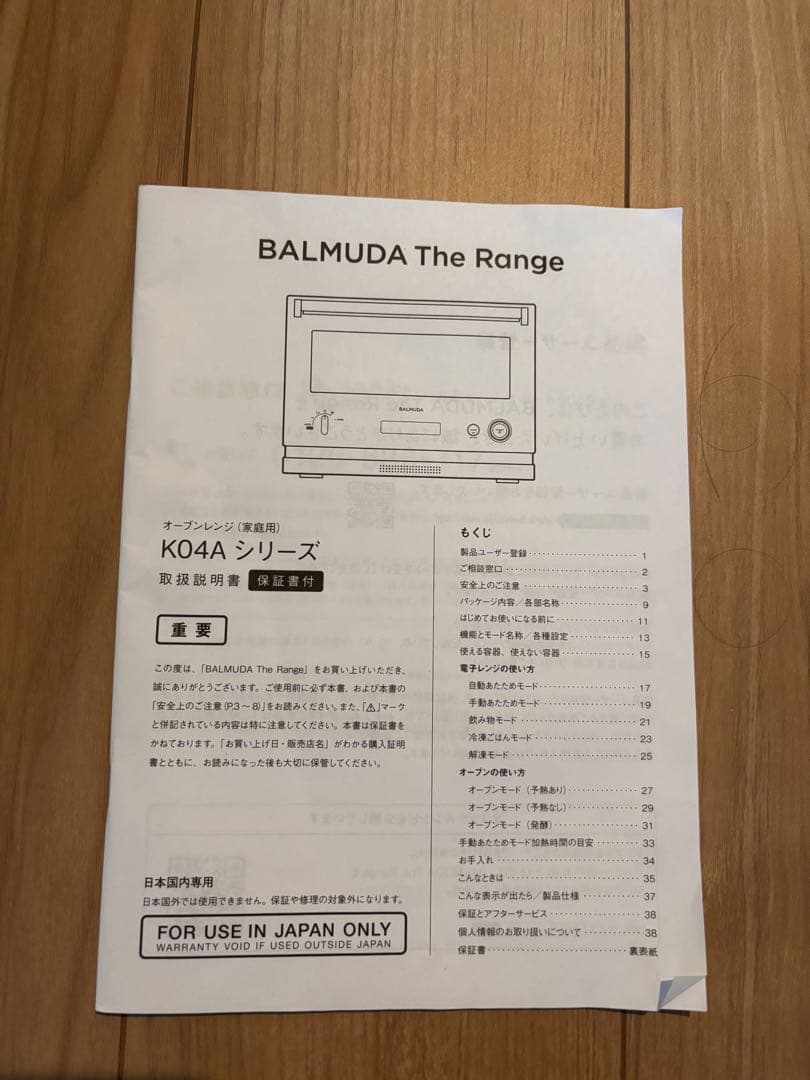 BALMUDA The Range
BALMUDA
オーブンレンジ（家庭用）
K04A シリーズ
取扱説明書 保証書付
重要
この度は、「BALMUDA The Range」をお買い上げいただき、
誠にありがとうございます。ご使用前に必ず本書、および本書の
「安全上のご注意（P.3～8）」をお読みください。また、「⚠」マーク
と併記されている内容は特に注意してください。本書は保証書を
かねております。「お買い上げ日・販売店名」がわかる購入証明
書とともに、お読みになった後も大切に保管してください。
日本国内専用
日本国外では使用できません。保証や修理の対象外になります。
FOR USE IN JAPAN ONLY
WARRANTY VOID IF USED OUTSIDE JAPAN
もくじ
製品ユーザー登録 1
ご相談窓口 2
安全上のご注意 3
パッケージ内容／各部名称 9
はじめてお使いになる前に 11
機能とモード名称／各種設定 13
使える容器、使えない容器 15
電子レンジの使い方
自動あたためモード 17
手動あたためモード 19
飲み物モード 21
冷凍ごはんモード 23
解凍モード 25
オーブンの使い方
オーブンモード（予熱あり） 27
オーブンモード（予熱なし） 29
オーブンモード（発酵） 31
手動あたためモード加熱時間の目安 33
お手入れ 34
こんなときは 35
こんな表示が出たら／製品仕様 37
保証とアフターサービス 38
個人情報のお取り扱いについて 38
保証書 裏表紙